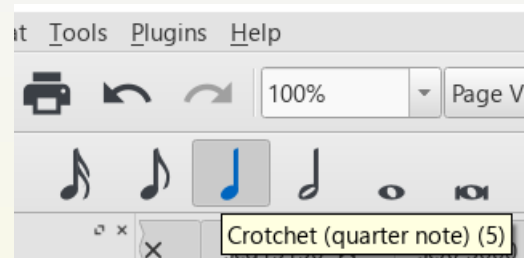 Tools Plugins Help
100% Page V
Crotchet (quarter note) (5)